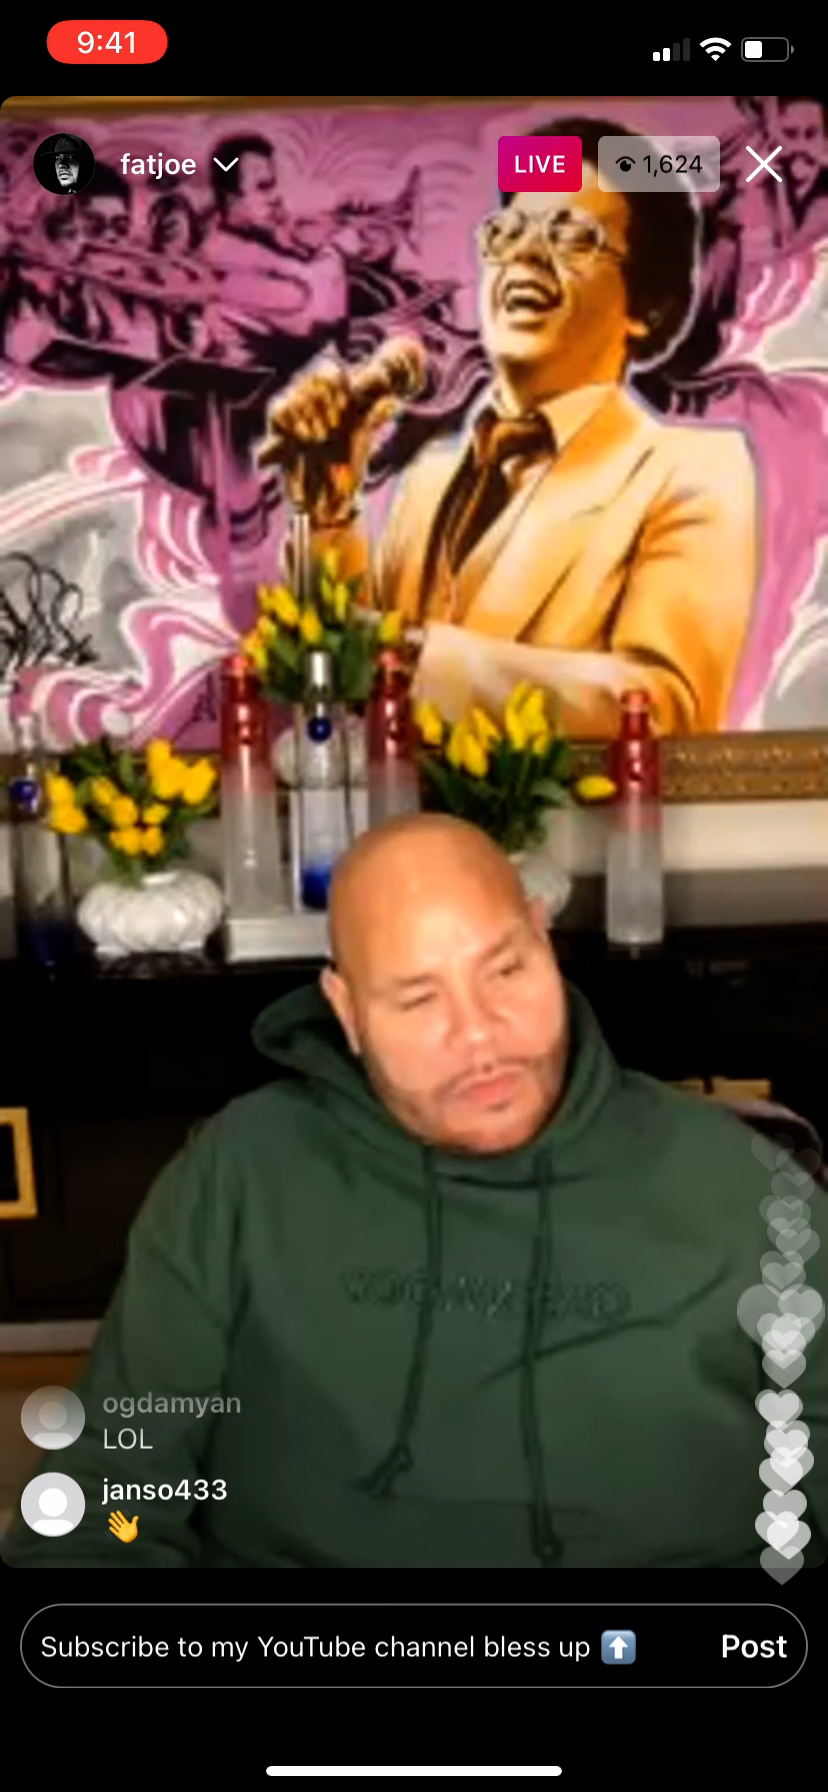 9:41
fatjoe
LIVE
1,624
ogdamyan
LOL
janso433
👋
Subscribe to my YouTube channel bless up ⬆️
Post